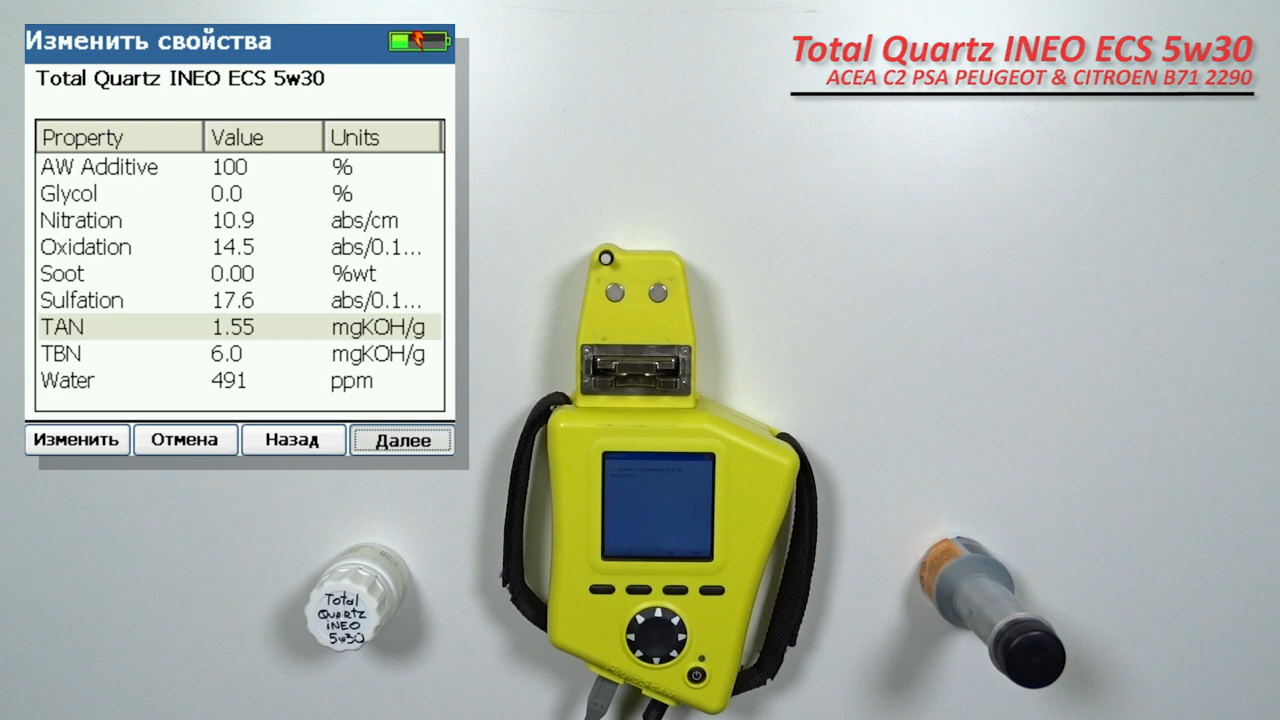 Изменить свойства
Total Quartz INEO ECS 5w30
Property Value Units
AW Additive 100 %
Glycol 0.0 %
Nitration 10.9 abs/cm
Oxidation 14.5 abs/0.1...
Soot 0.00 %wt
Sulfation 17.6 abs/0.1...
TAN 1.55 mgKOH/g
TBN 6.0 mgKOH/g
Water 491 ppm
Изменить Отмена Назад Далее
Total Quartz INEO ECS 5w30
ACEA C2 PSA PEUGEOT & CITROEN B71 2290
Total
QUARTZ
iNEO
5w30